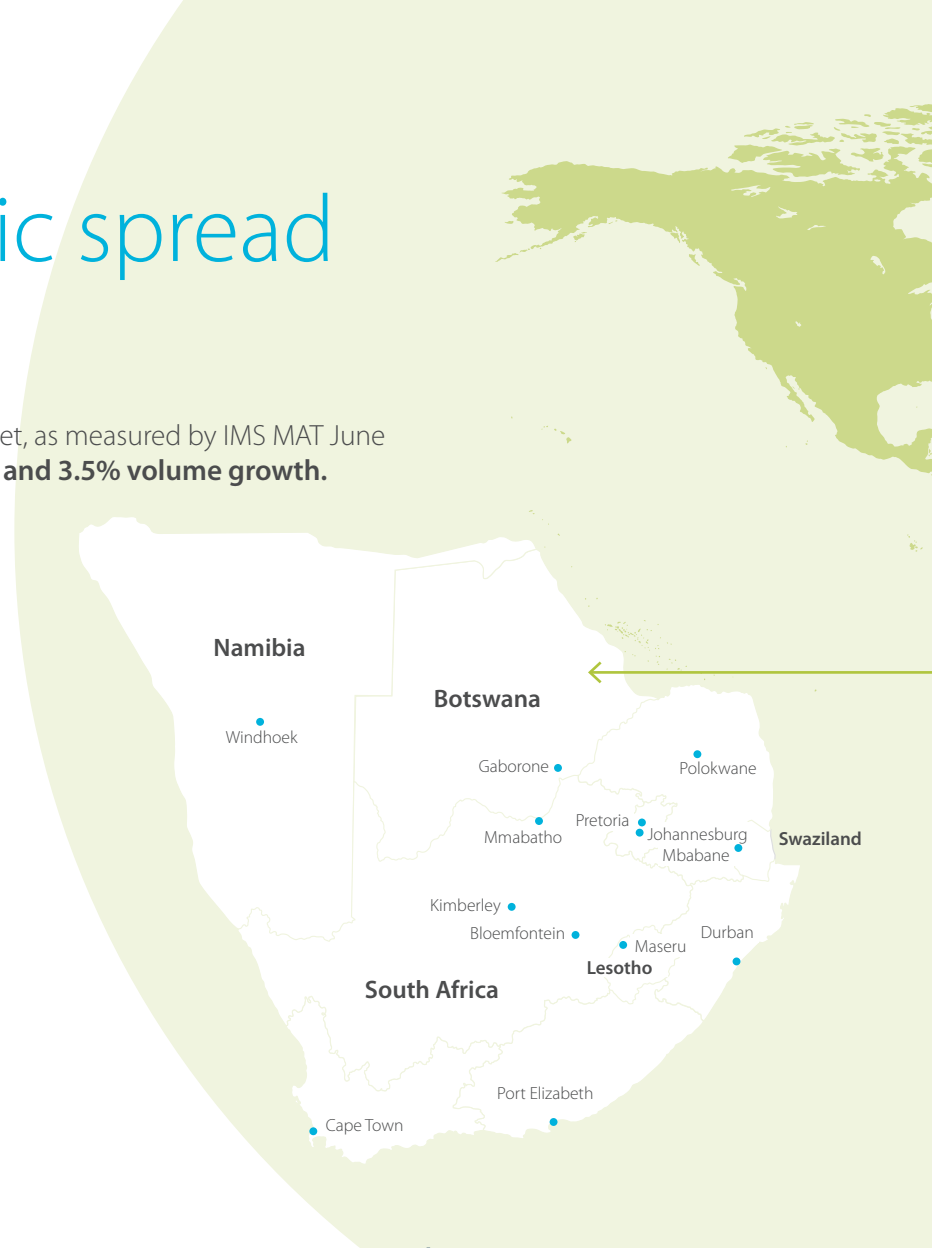 ic spread
et, as measured by IMS MAT June
and 3.5% volume growth.
Namibia
Windhoek
Botswana
Gaborone
Polokwane
Mmabatho
Pretoria
Johannesburg
Mbabane
Swaziland
Kimberley
Bloemfontein
Durban
Maseru
Lesotho
South Africa
Port Elizabeth
Cape Town